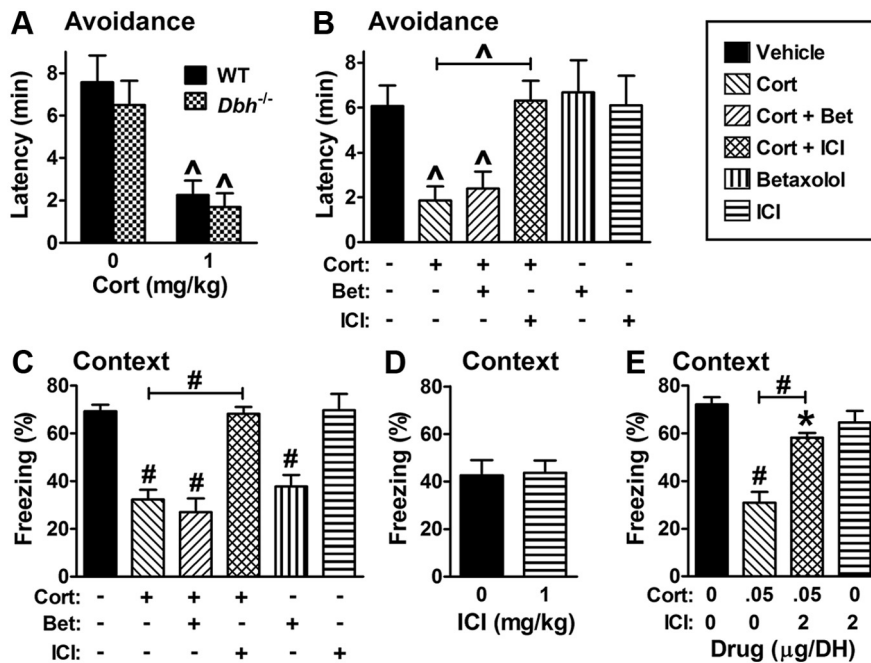 A Avoidance
Latency (min)
8
6
4
2
0
WT
Dbh-/-
^ ^
0 1
Cort (mg/kg)
B Avoidance
Latency (min)
8
6
4
2
0
^
^ ^
Cort: - + + + - -
Bet: - - + - + -
ICI: - - - + - +
Vehicle
Cort
Cort + Bet
Cort + ICI
Betaxolol
ICI
C Context
Freezing (%)
80
60
40
20
0
#
# # #
Cort: - + + + - -
Bet: - - + - + -
ICI: - - - + - +
D Context
Freezing (%)
80
60
40
20
0
0 1
ICI (mg/kg)
E Context
Freezing (%)
80
60
40
20
0
#
# *
Cort: 0 .05 .05 0
ICI: 0 0 2 2
Drug (µg/DH)